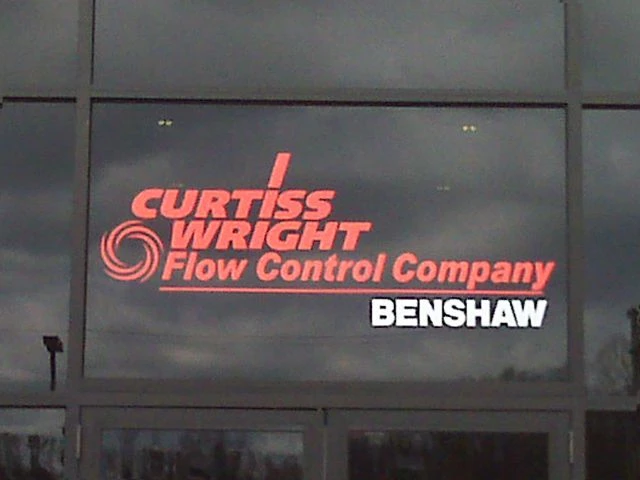 CURTISS
WRIGHT
Flow Control Company
BENSHAW